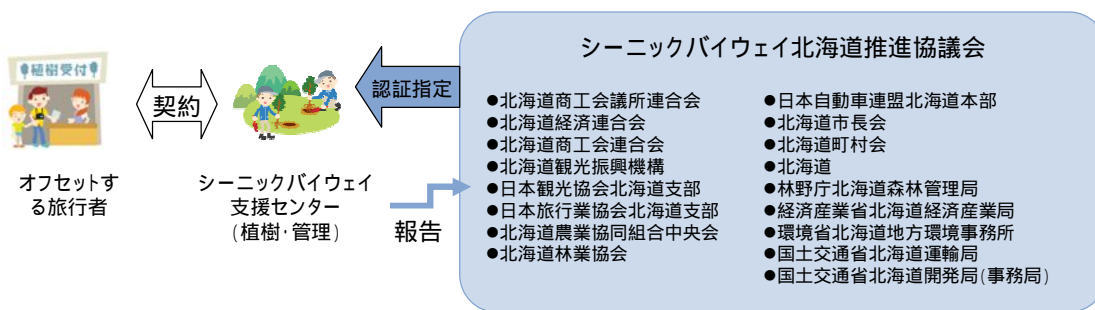 植樹受付
契約
認証指定
オフセットす
る旅行者
シーニックバイウェイ
支援センター
(植樹・管理)
報告
シーニックバイウェイ北海道推進協議会
●北海道商工会議所連合会
●北海道経済連合会
●北海道商工会連合会
●北海道観光振興機構
●日本観光協会北海道支部
●日本旅行業協会北海道支部
●北海道農業協同組合中央会
●北海道林業協会
●日本自動車連盟北海道本部
●北海道市長会
●北海道町村会
●北海道
●林野庁北海道森林管理局
●経済産業省北海道経済産業局
●環境省北海道地方環境事務所
●国土交通省北海道運輸局
●国土交通省北海道開発局(事務局)